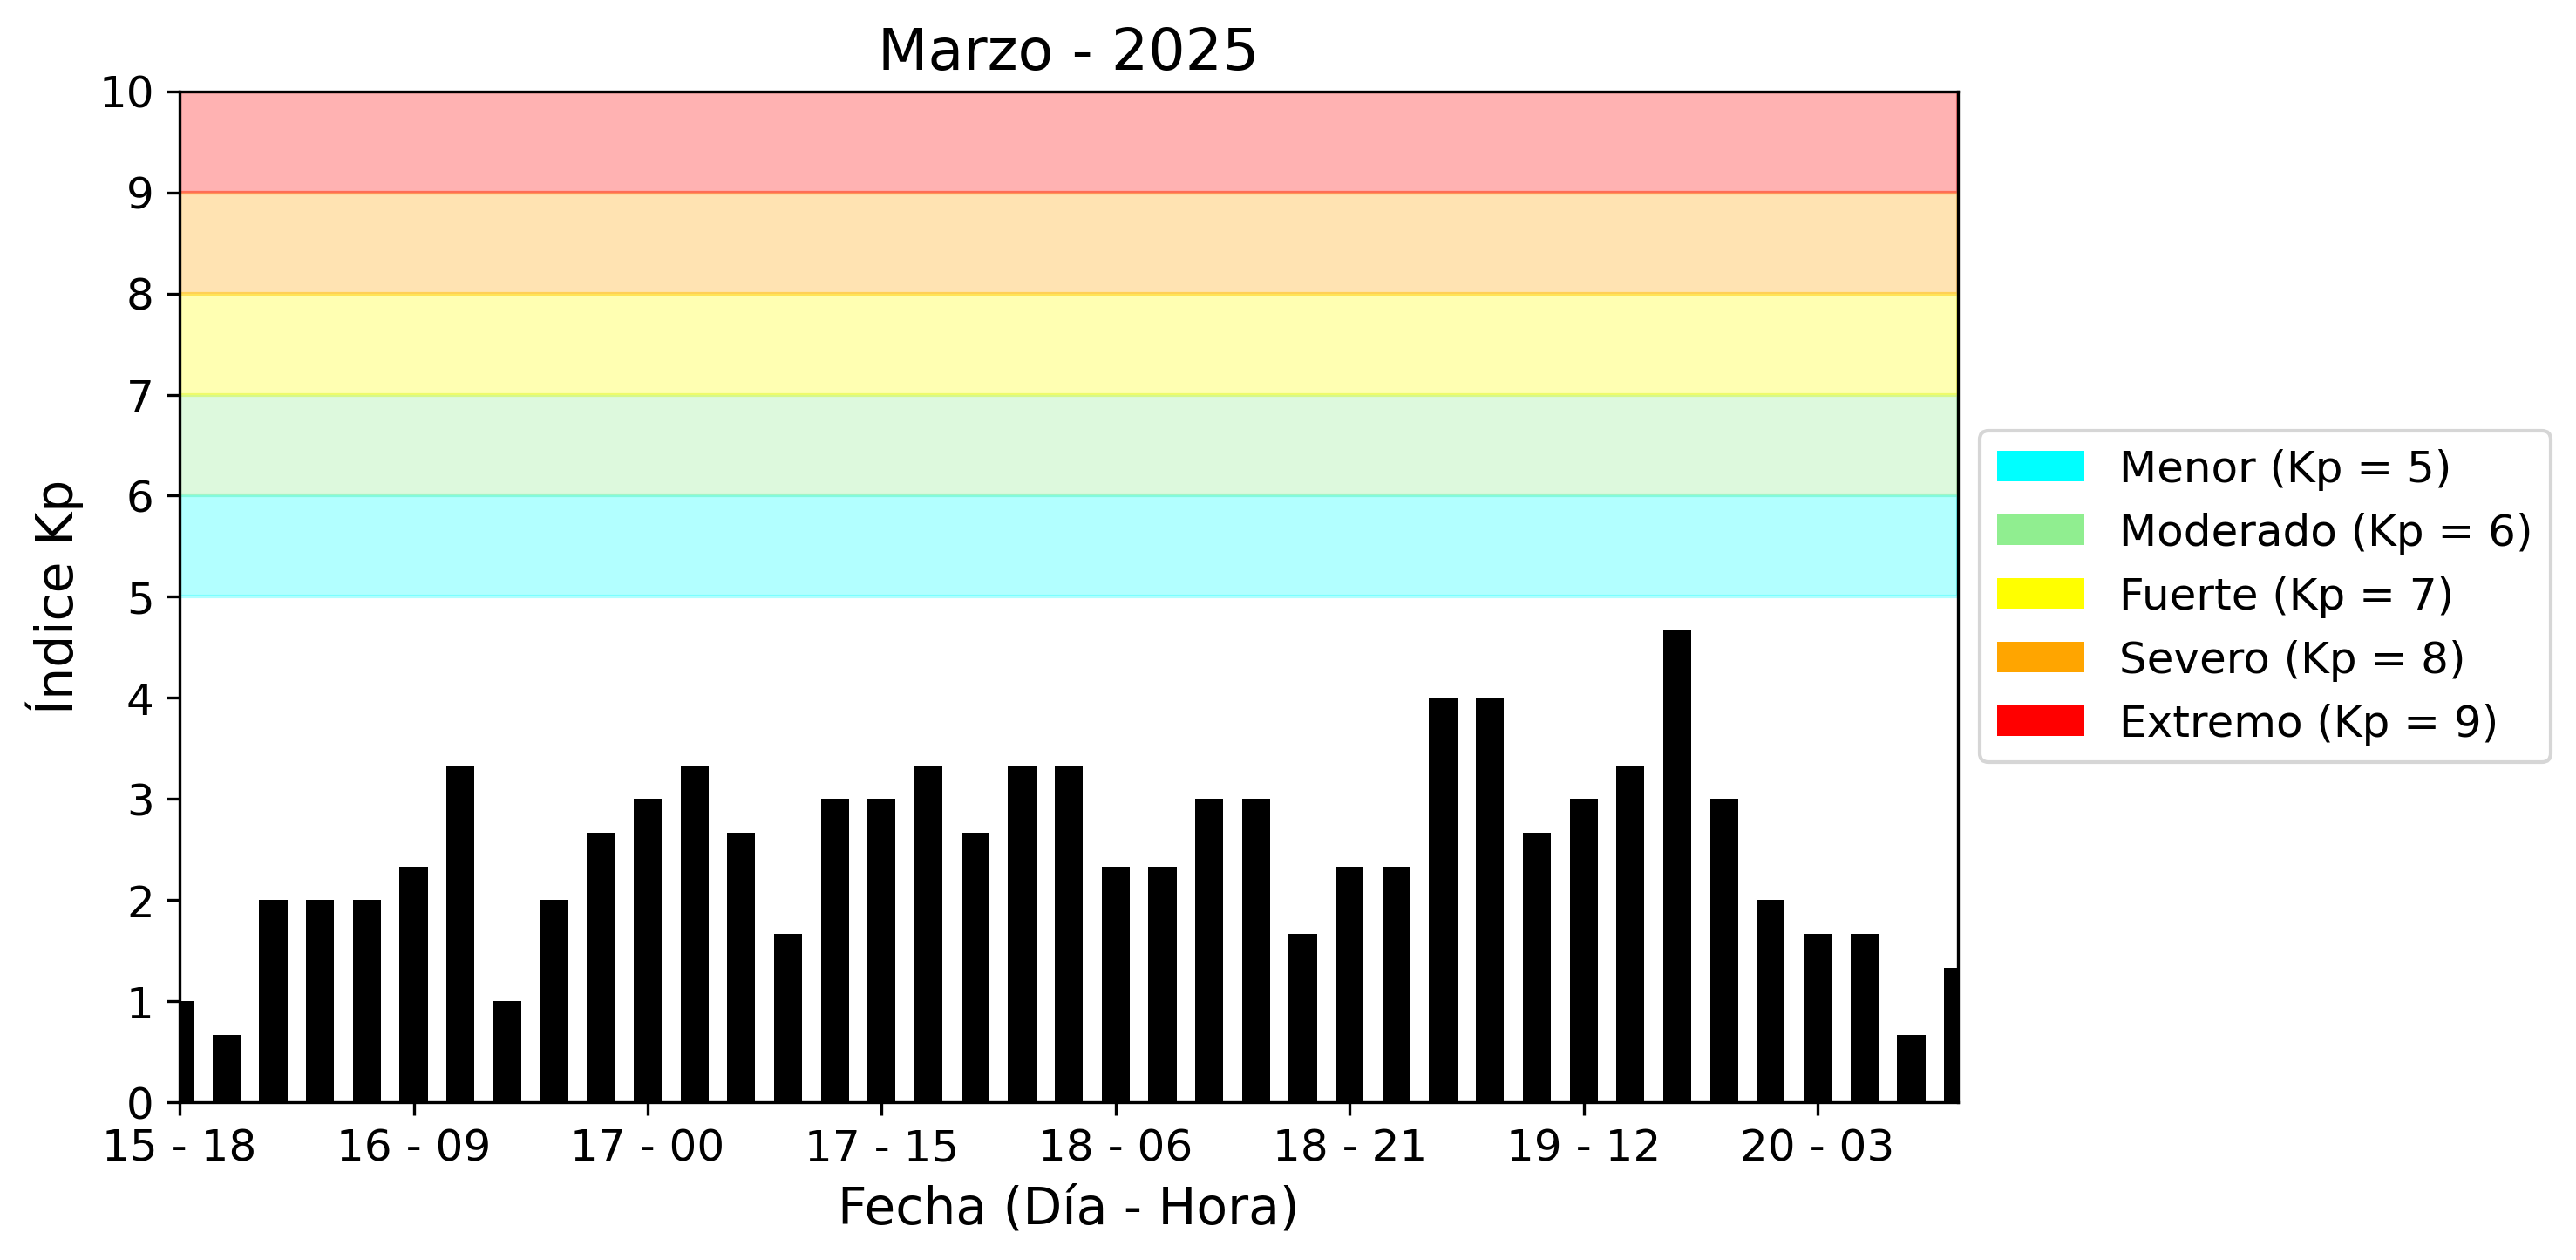 Marzo - 2025
10
9
8
7
6
5
4
3
2
1
0
Índice Kp
15 - 18
16 - 09
17 - 00
17 - 15
18 - 06
18 - 21
19 - 12
20 - 03
Fecha (Día - Hora)
Menor (Kp = 5)
Moderado (Kp = 6)
Fuerte (Kp = 7)
Severo (Kp = 8)
Extremo (Kp = 9)